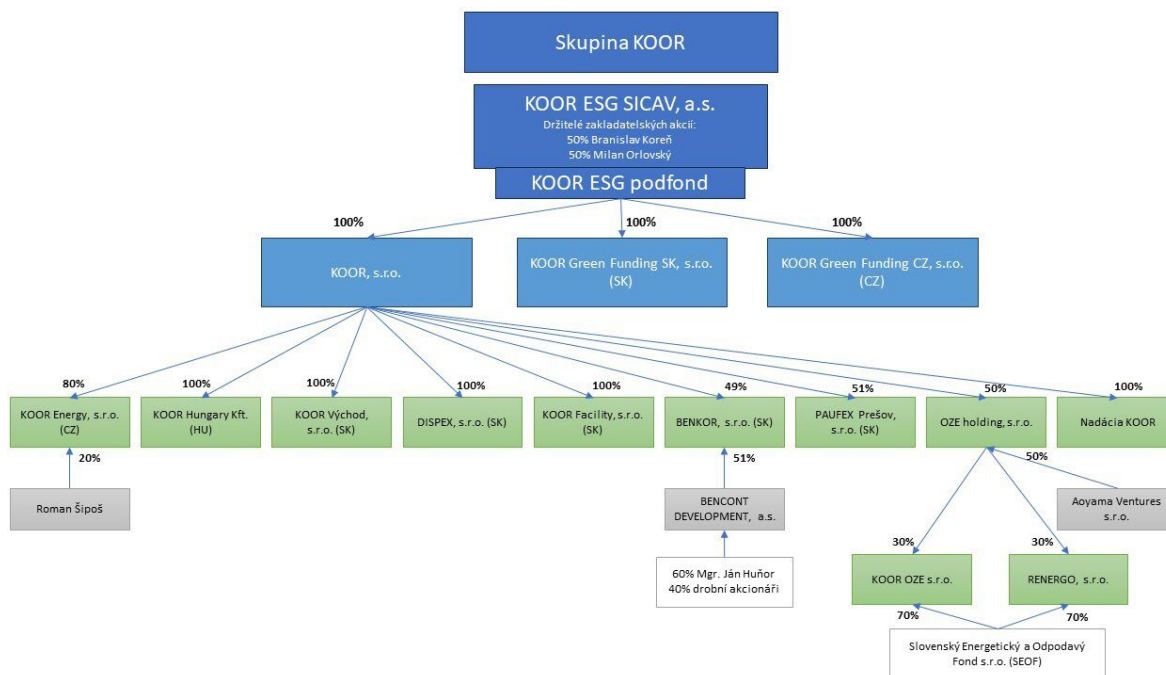 Skupina KOOR
KOOR ESG SICAV, a.s.
Držitelé zakladatelských akcií:
50% Branislav Koreň
50% Milan Orlovský
KOOR ESG podfond
100%
100%
100%
KOOR, s.r.o.
KOOR Green Funding SK, s.r.o.
(SK)
KOOR Green Funding CZ, s.r.o.
(CZ)
80%
100%
100%
100%
100%
49%
51%
50%
100%
KOOR Energy, s.r.o.
(CZ)
KOOR Hungary Kft.
(HU)
KOOR Východ,
s.r.o. (SK)
DISPEX, s.r.o. (SK)
KOOR Facility, s.r.o.
(SK)
BENKOR, s.r.o. (SK)
PAUFEX Prešov,
s.r.o. (SK)
OZE holding, s.r.o.
Nadácia KOOR
20%
51%
50%
Roman Šipoš
BENCONT
DEVELOPMENT, a.s.
Aoyama Ventures
s.r.o.
30%
30%
60% Mgr. Ján Huňor
40% drobní akcionáři
KOOR OZE s.r.o.
RENERGO, s.r.o.
70%
70%
Slovenský Energetický a Odpodavý
Fond s.r.o. (SEOF)